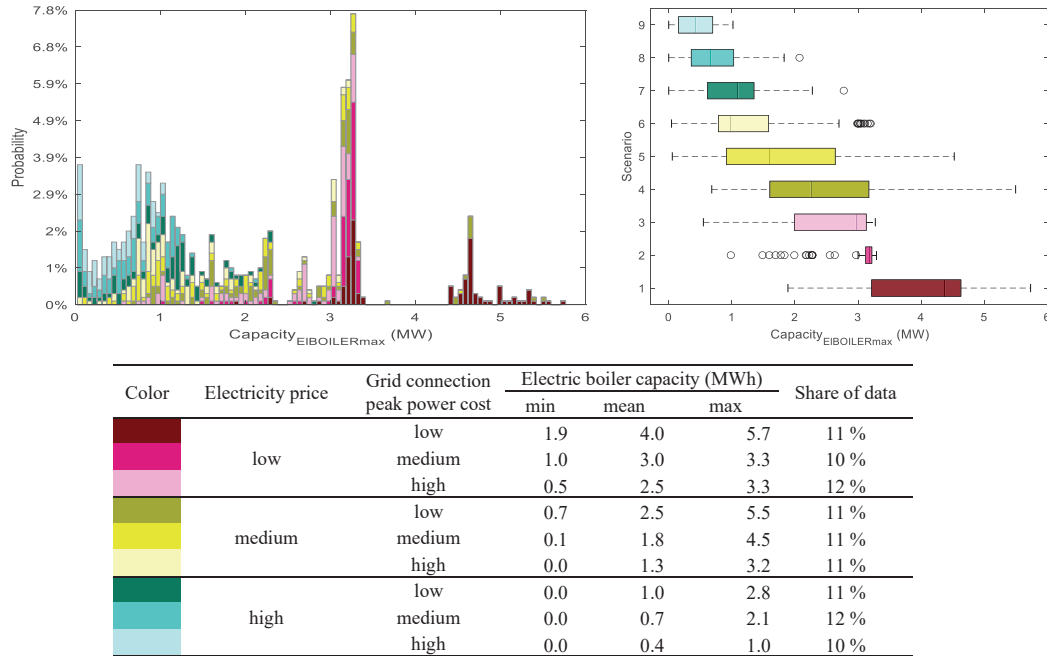 7.8%
6.8%
5.9%
4.9%
3.9%
2.9%
2%
1%
0%
Probability
0 1 2 3 4 5 6
Capacity_EIBOILERmax (MW)
9
8
7
6
5
4
3
2
1
Scenario
0 1 2 3 4 5 6
Capacity_EIBOILERmax (MW)
Color Electricity price Grid connection peak power cost Electric boiler capacity (MWh) Share of data
min mean max
low 1.9 4.0 5.7 11 %
low medium 1.0 3.0 3.3 10 %
high 0.5 2.5 3.3 12 %
low 0.7 2.5 5.5 11 %
medium medium 0.1 1.8 4.5 11 %
high 0.0 1.3 3.2 11 %
low 0.0 1.0 2.8 11 %
high medium 0.0 0.7 2.1 12 %
high 0.0 0.4 1.0 10 %